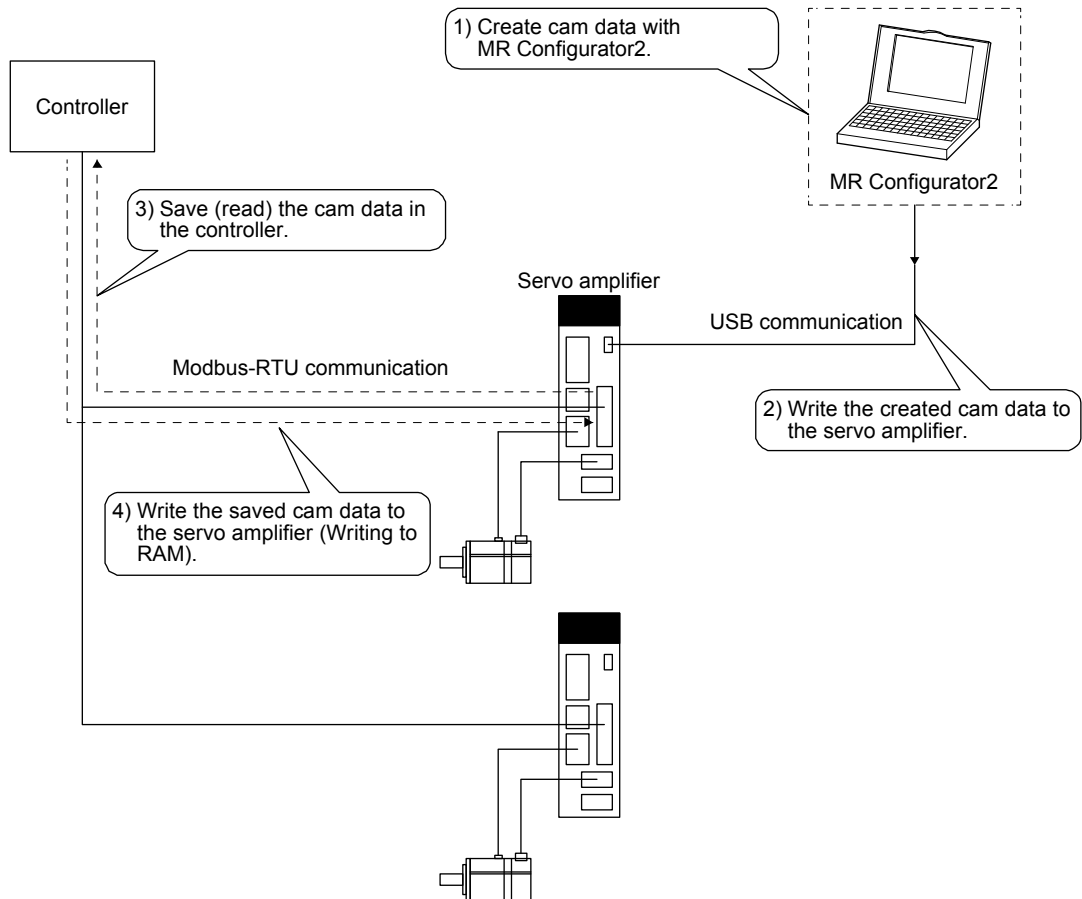 1) Create cam data with
MR Configurator2.
Controller
MR Configurator2
3) Save (read) the cam data in
the controller.
Servo amplifier
USB communication
Modbus-RTU communication
2) Write the created cam data to
the servo amplifier.
4) Write the saved cam data to
the servo amplifier (Writing to
RAM).